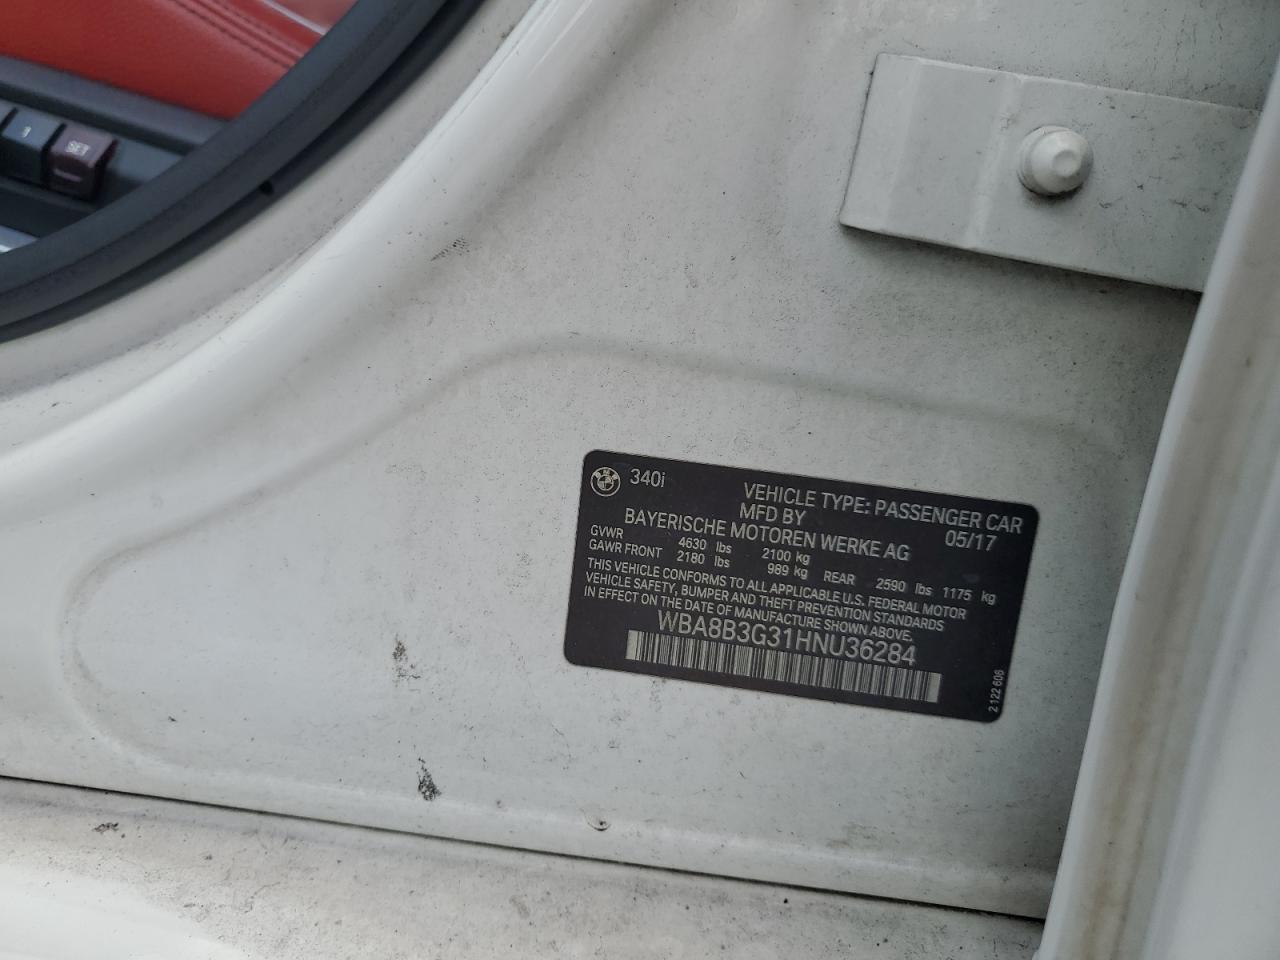 1
SET
340i
VEHICLE TYPE: PASSENGER CAR
MFD BY
BAYERISCHE MOTOREN WERKE AG 05/17
GVWR 4630 lbs 2100 kg
GAWR FRONT 2180 lbs 989 kg REAR 2590 lbs 1175 kg
THIS VEHICLE CONFORMS TO ALL APPLICABLE U.S. FEDERAL MOTOR
VEHICLE SAFETY, BUMPER AND THEFT PREVENTION STANDARDS
IN EFFECT ON THE DATE OF MANUFACTURE SHOWN ABOVE.
WBA8B3G31HNU36284
2 122 606